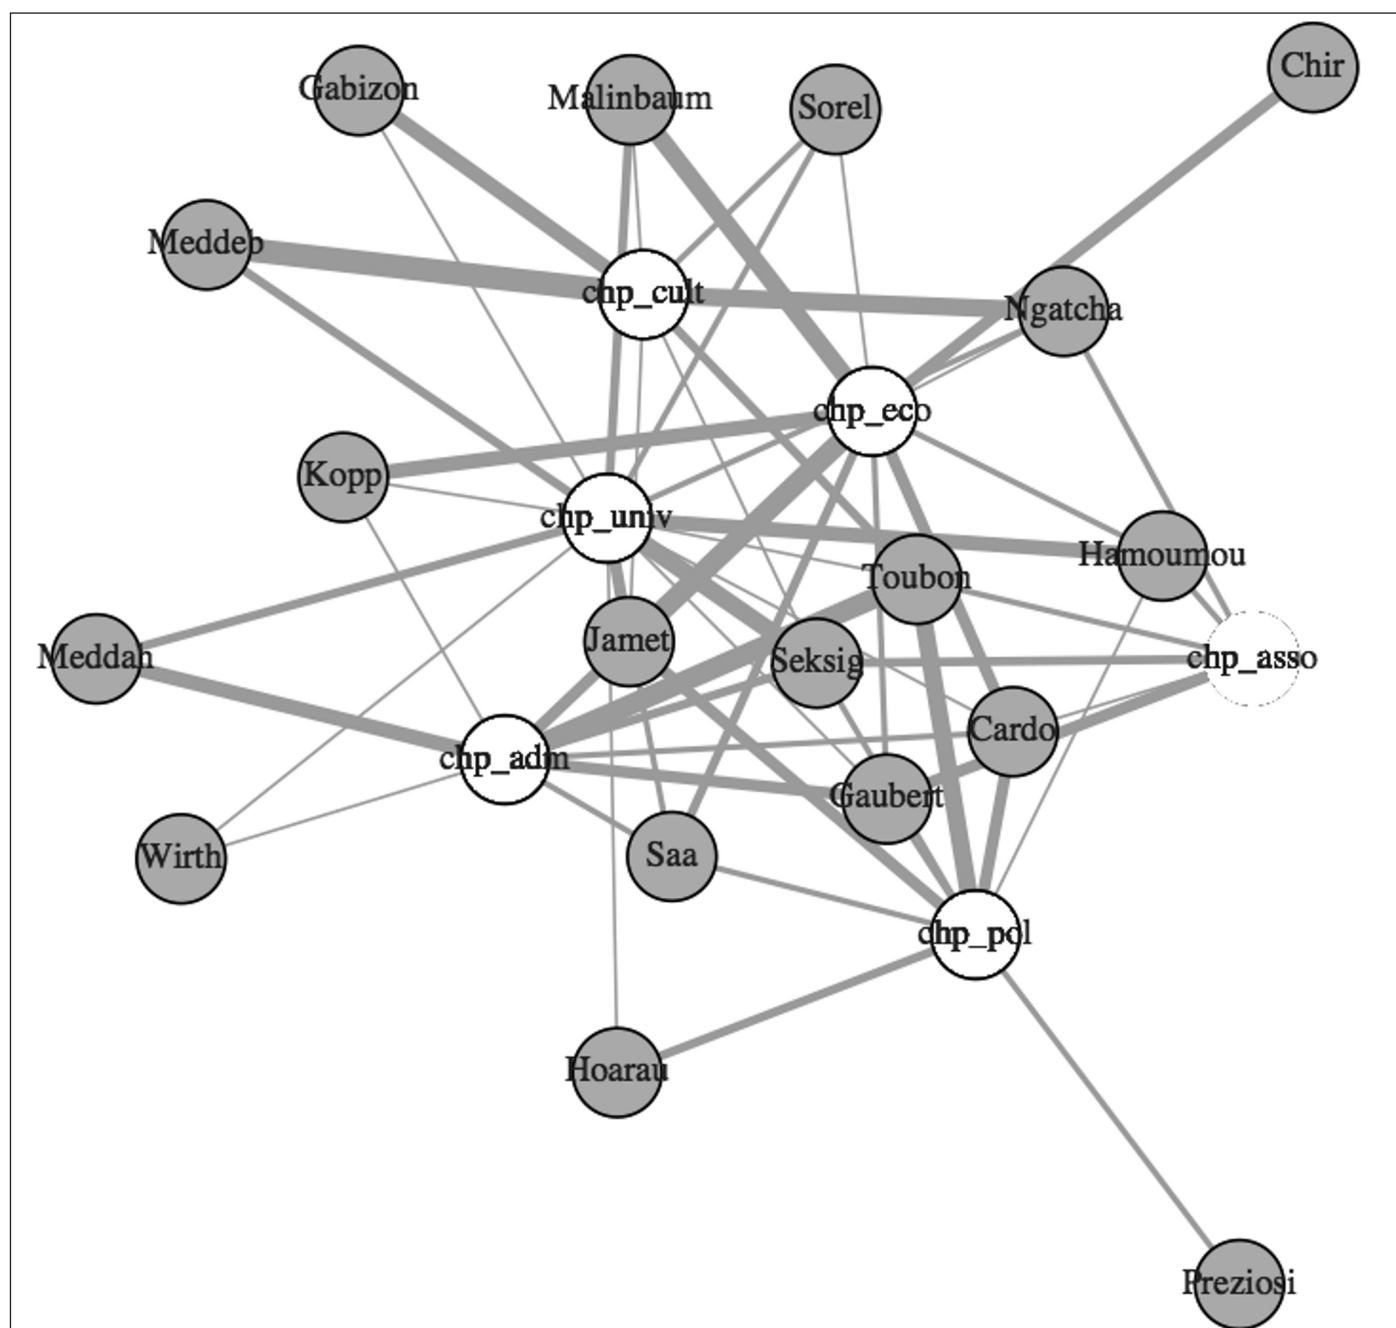 Chir
Gabizon
Malinbaum
Sorel
Meddeb
chp_cult
Ngatcha
chp_eco
Kopp
chp_univ
Hamoumou
Toubon
Jamet
Seksig
chp_asso
Meddah
Cardo
chp_adm
Gaubert
Wirth
Saa
chp_pol
Hoarau
Preziosi